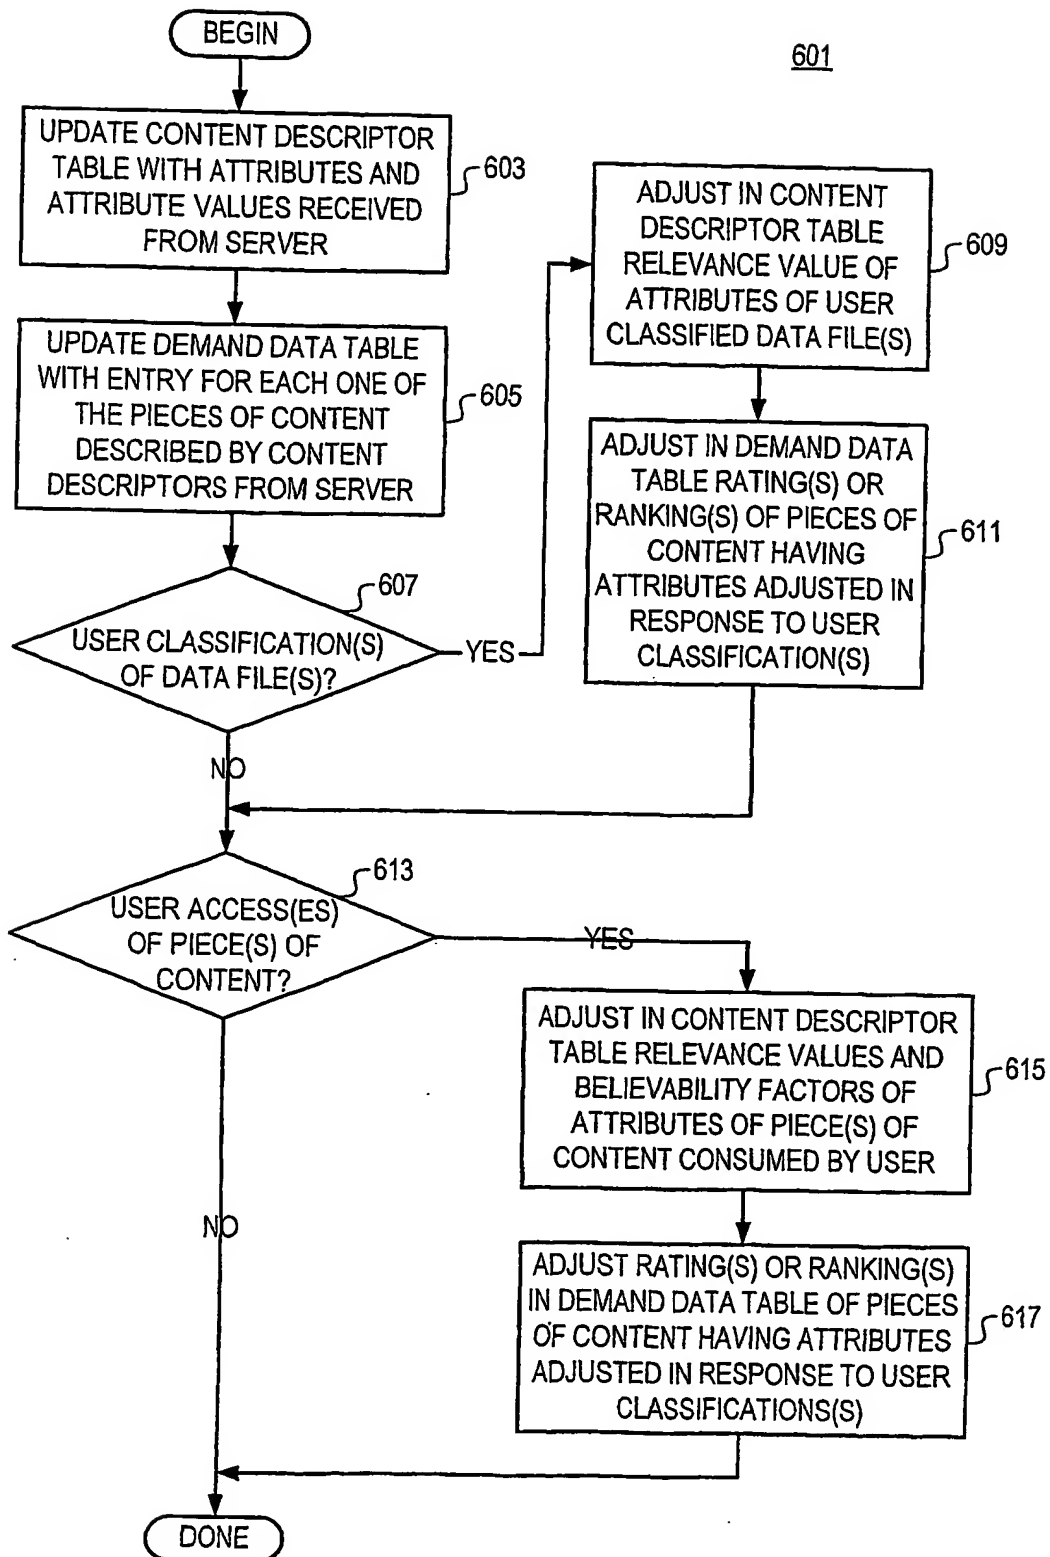 BEGIN
601
UPDATE CONTENT DESCRIPTOR
TABLE WITH ATTRIBUTES AND
ATTRIBUTE VALUES RECEIVED
FROM SERVER
603
UPDATE DEMAND DATA TABLE
WITH ENTRY FOR EACH ONE OF
THE PIECES OF CONTENT
DESCRIBED BY CONTENT
DESCRIPTORS FROM SERVER
605
607
USER CLASSIFICATION(S)
OF DATA FILE(S)?
YES
NO
ADJUST IN CONTENT
DESCRIPTOR TABLE
RELEVANCE VALUE OF
ATTRIBUTES OF USER
CLASSIFIED DATA FILE(S)
609
ADJUST IN DEMAND DATA
TABLE RATING(S) OR
RANKING(S) OF PIECES OF
CONTENT HAVING
ATTRIBUTES ADJUSTED IN
RESPONSE TO USER
CLASSIFICATION(S)
611
613
USER ACCESS(ES)
OF PIECE(S) OF
CONTENT?
YES
NO
ADJUST IN CONTENT DESCRIPTOR
TABLE RELEVANCE VALUES AND
BELIEVABILITY FACTORS OF
ATTRIBUTES OF PIECE(S) OF
CONTENT CONSUMED BY USER
615
ADJUST RATING(S) OR RANKING(S)
IN DEMAND DATA TABLE OF PIECES
OF CONTENT HAVING ATTRIBUTES
ADJUSTED IN RESPONSE TO USER
CLASSIFICATIONS(S)
617
DONE